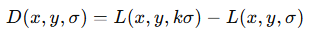 D(x, y, σ) = L(x, y, kσ) − L(x, y, σ)